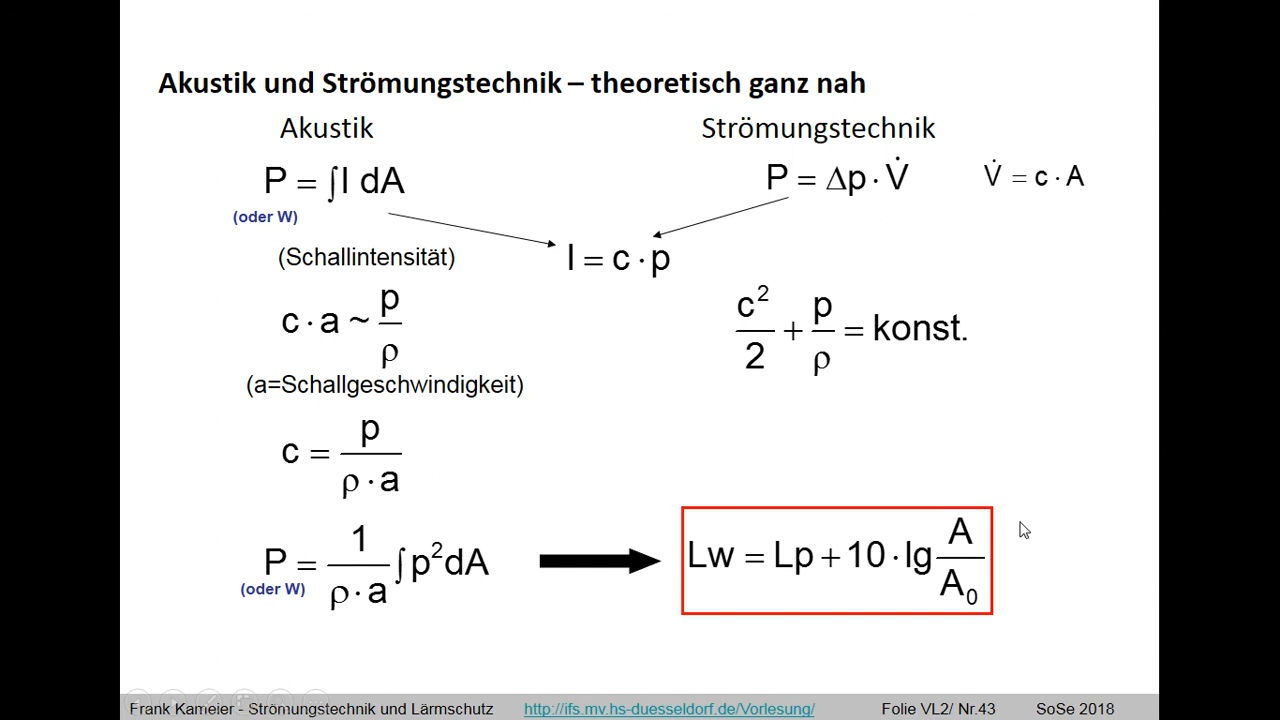 Akustik und Strömungstechnik – theoretisch ganz nah
Akustik
Strömungstechnik
P = ∫I dA
(oder W)
P = Δp · V̇
V̇ = c · A
(Schallintensität)
I = c · p
c · a ~ p/ρ
c²/2 + p/ρ = konst.
(a=Schallgeschwindigkeit)
c = p/(ρ · a)
P = 1/(ρ · a) ∫p²dA
(oder W)
Lw = Lp + 10 · lg A/A₀
Frank Kameier - Strömungstechnik und Lärmschutz
http://ifs.mv.hs-duesseldorf.de/Vorlesung/
Folie VL2/ Nr.43
SoSe 2018